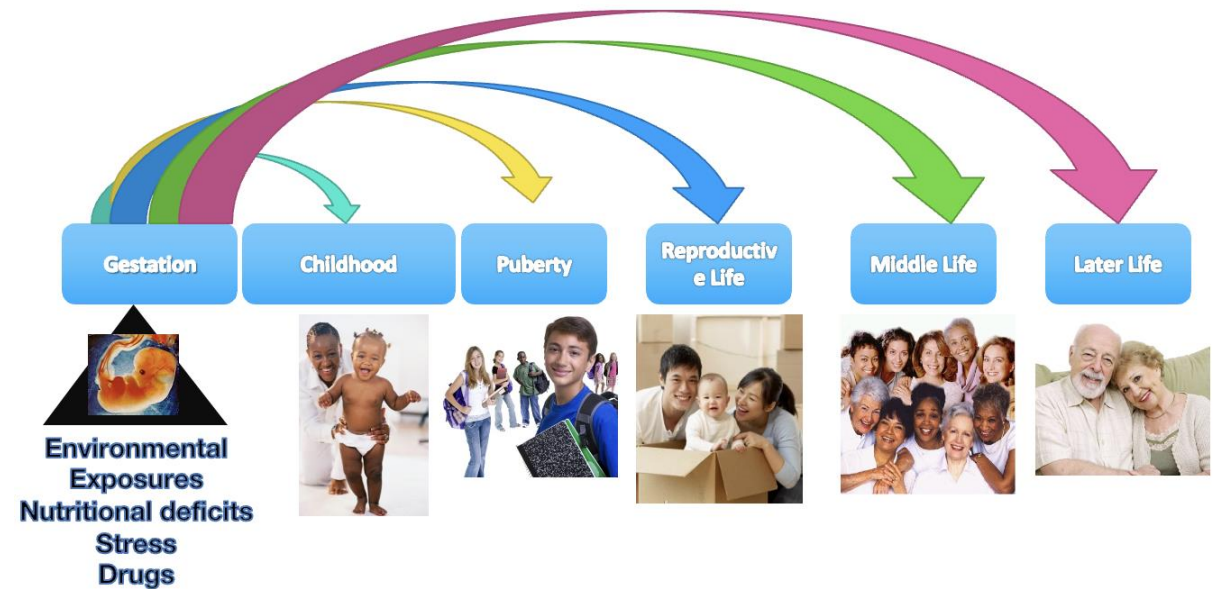 Gestation
Childhood
Puberty
Reproductiv
e Life
Middle Life
Later Life
Environmental
Exposures
Nutritional deficits
Stress
Drugs